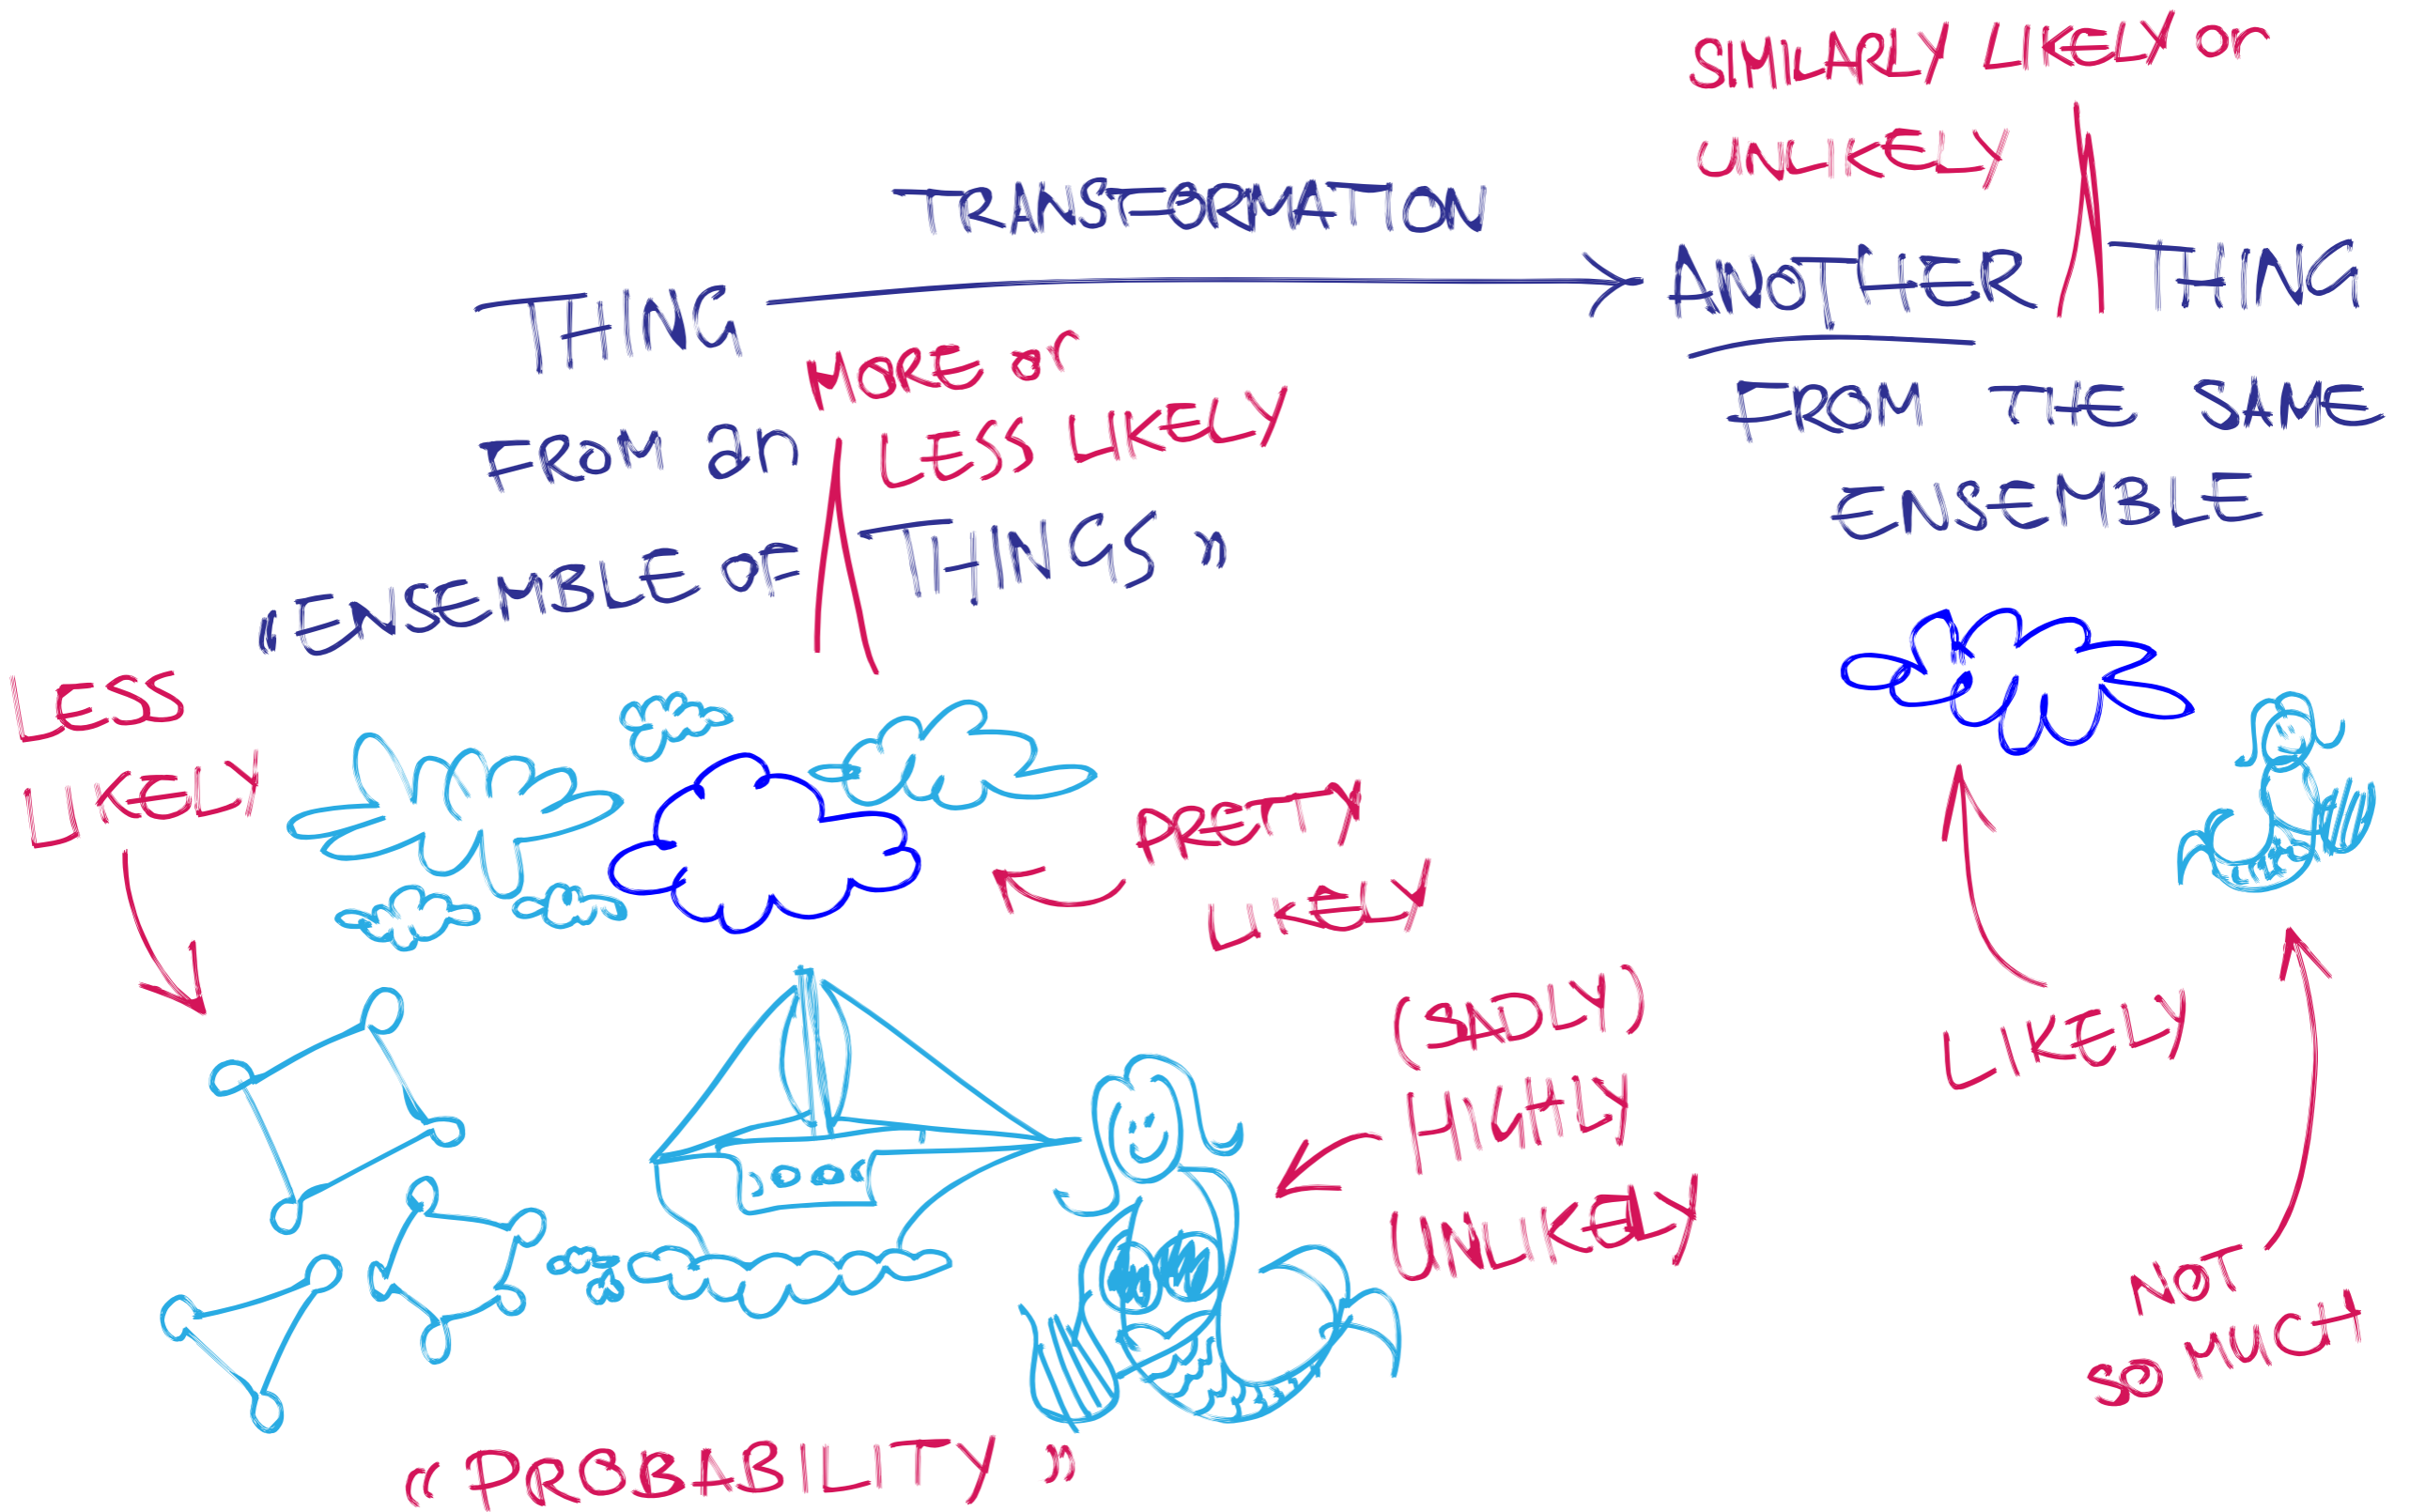 SIMILARLY LIKELY or
UNLIKELY
TRANSFORMATION
THING
ANOTHER THING
MORE or
LESS LIKELY
FROM an
FROM THE SAME
"ENSEMBLE OF THINGS"
ENSEMBLE
LESS
LIKELY
PRETTY
LIKELY
(SADLY)
HIGHLY
UNLIKELY
LIKELY
NOT
SO MUCH
"PROBABILITY"